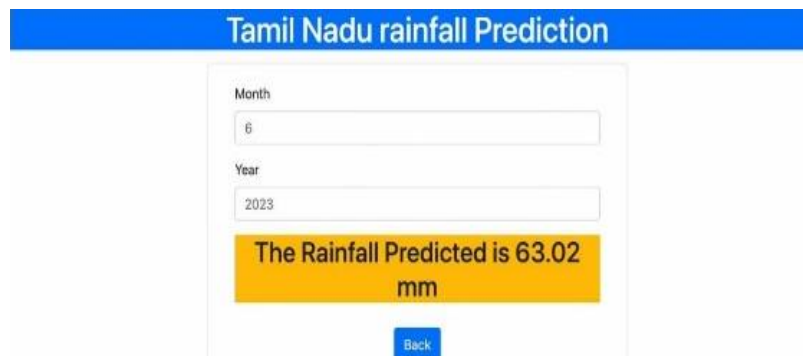 Tamil Nadu rainfall Prediction
Month
6
Year
2023
The Rainfall Predicted is 63.02
mm
Back